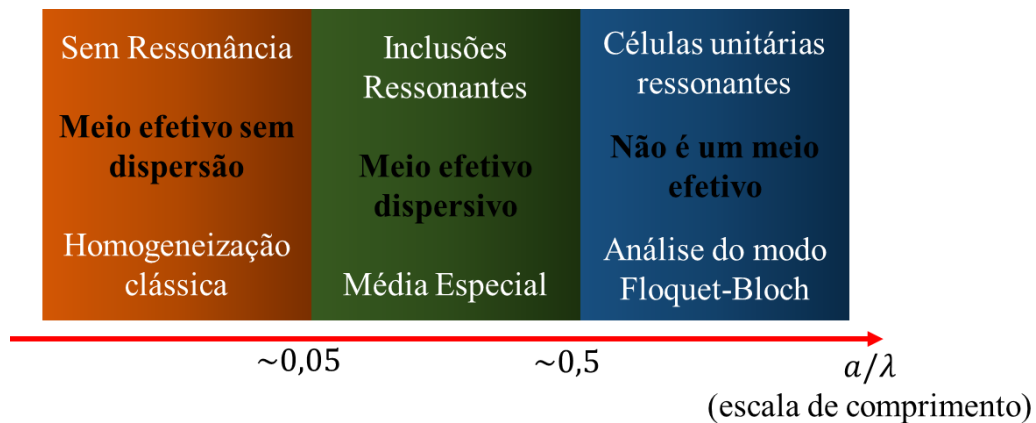 Sem Ressonância
Meio efetivo sem
dispersão
Homogeneização
clássica
Inclusões
Ressonantes
Meio efetivo
dispersivo
Média Especial
Células unitárias
ressonantes
Não é um meio
efetivo
Análise do modo
Floquet-Bloch
~0,05
~0,5
a/λ
(escala de comprimento)